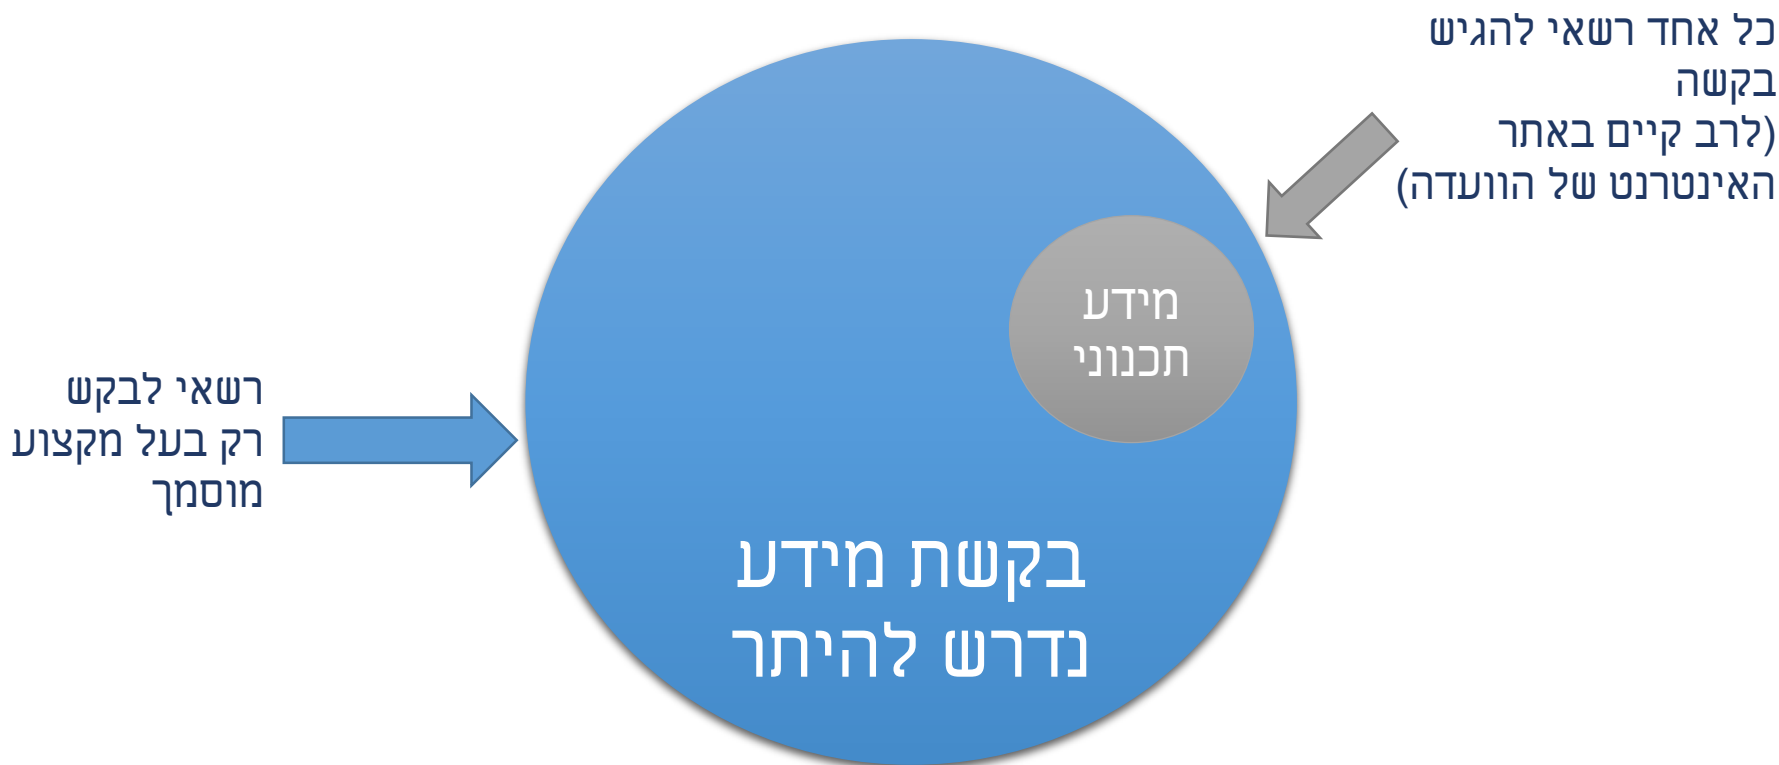 כל אחד רשאי להגיש
בקשה
(לרב קיים באתר
האינטרנט של הוועדה)
מידע
תכנוני
רשאי לבקש
רק בעל מקצוע
מוסמך
בקשת מידע
נדרש להיתר